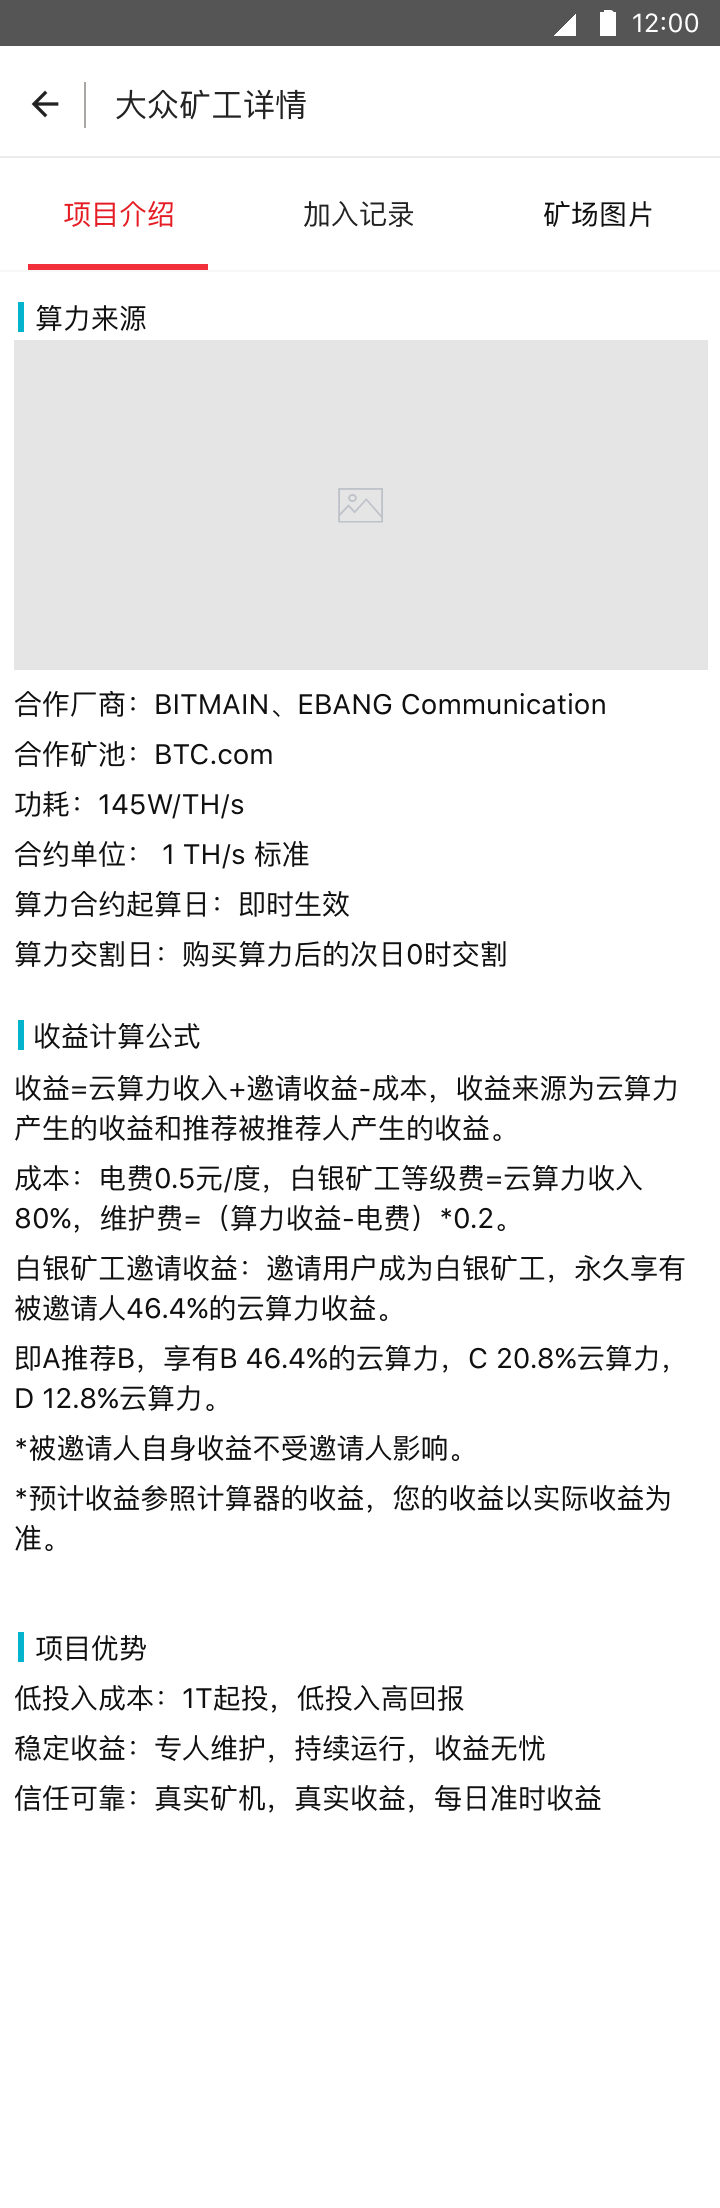 12:00
大众矿工详情
项目介绍 加入记录 矿场图片
算力来源
合作厂商：BITMAIN、EBANG Communication
合作矿池：BTC.com
功耗：145W/TH/s
合约单位： 1 TH/s 标准
算力合约起算日：即时生效
算力交割日：购买算力后的次日0时交割
收益计算公式
收益=云算力收入+邀请收益-成本，收益来源为云算力
产生的收益和推荐被推荐人产生的收益。
成本：电费0.5元/度，白银矿工等级费=云算力收入
80%，维护费=（算力收益-电费）*0.2。
白银矿工邀请收益：邀请用户成为白银矿工，永久享有
被邀请人46.4%的云算力收益。
即A推荐B，享有B 46.4%的云算力，C 20.8%云算力，
D 12.8%云算力。
*被邀请人自身收益不受邀请人影响。
*预计收益参照计算器的收益，您的收益以实际收益为
准。
项目优势
低投入成本：1T起投，低投入高回报
稳定收益：专人维护，持续运行，收益无忧
信任可靠：真实矿机，真实收益，每日准时收益